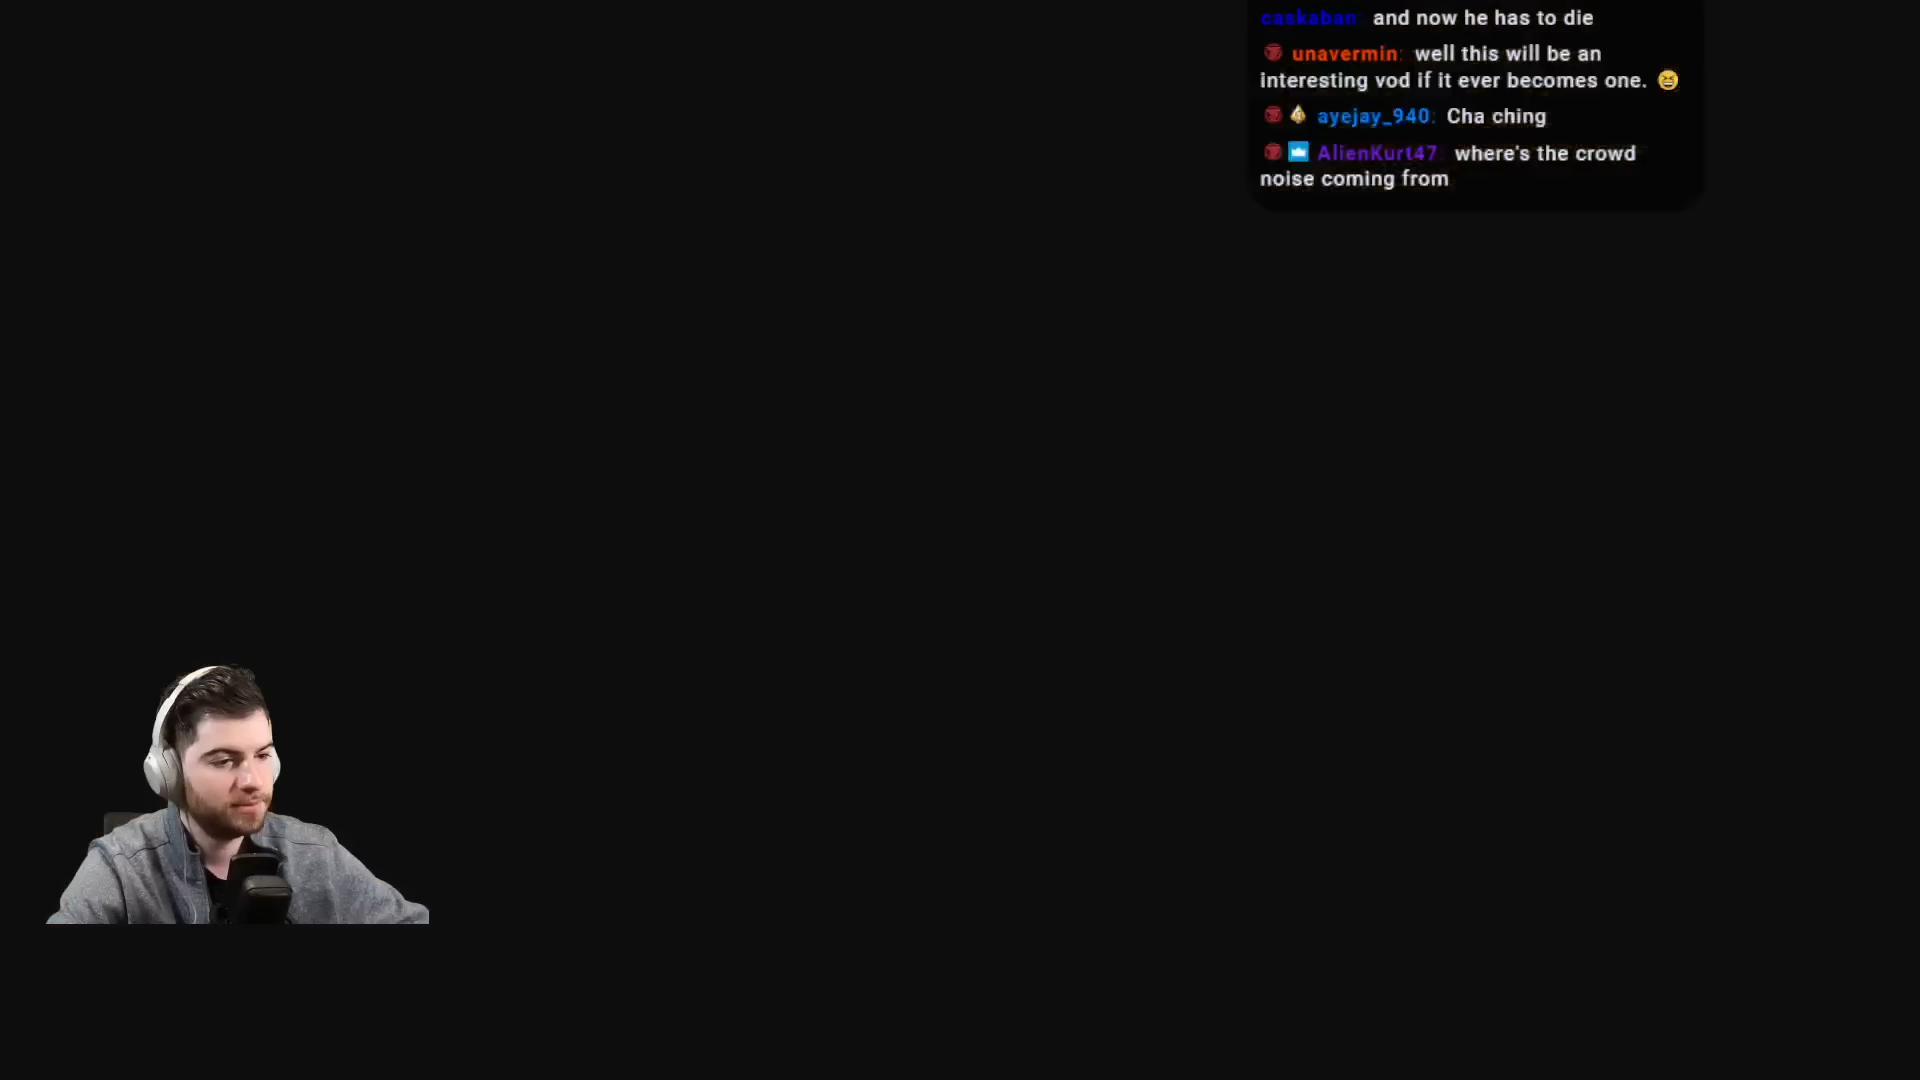 caskaban: and now he has to die
unavermin: well this will be an
interesting vod if it ever becomes one.
ayejay_940: Cha ching
AlienKurt47: where's the crowd
noise coming from